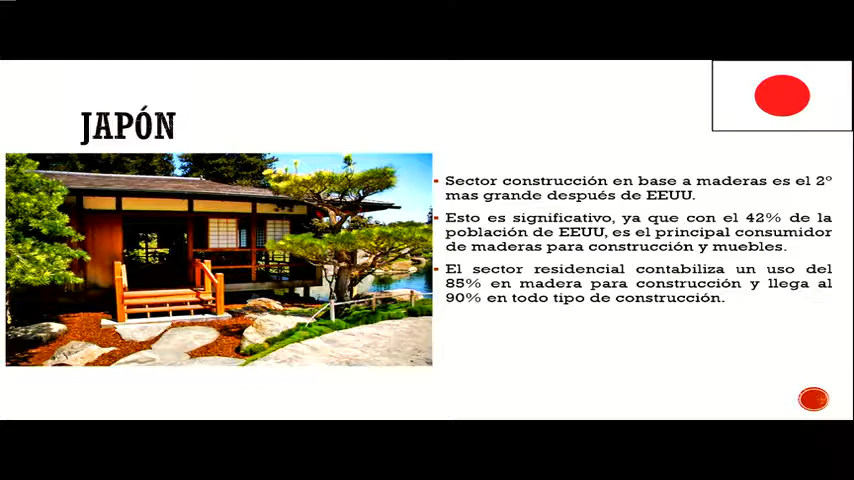 JAPÓN
Sector construcción en base a maderas es el 2º
mas grande después de EEUU.
Esto es significativo, ya que con el 42% de la
población de EEUU, es el principal consumidor
de maderas para construcción y muebles.
El sector residencial contabiliza un uso del
85% en madera para construcción y llega al
90% en todo tipo de construcción.